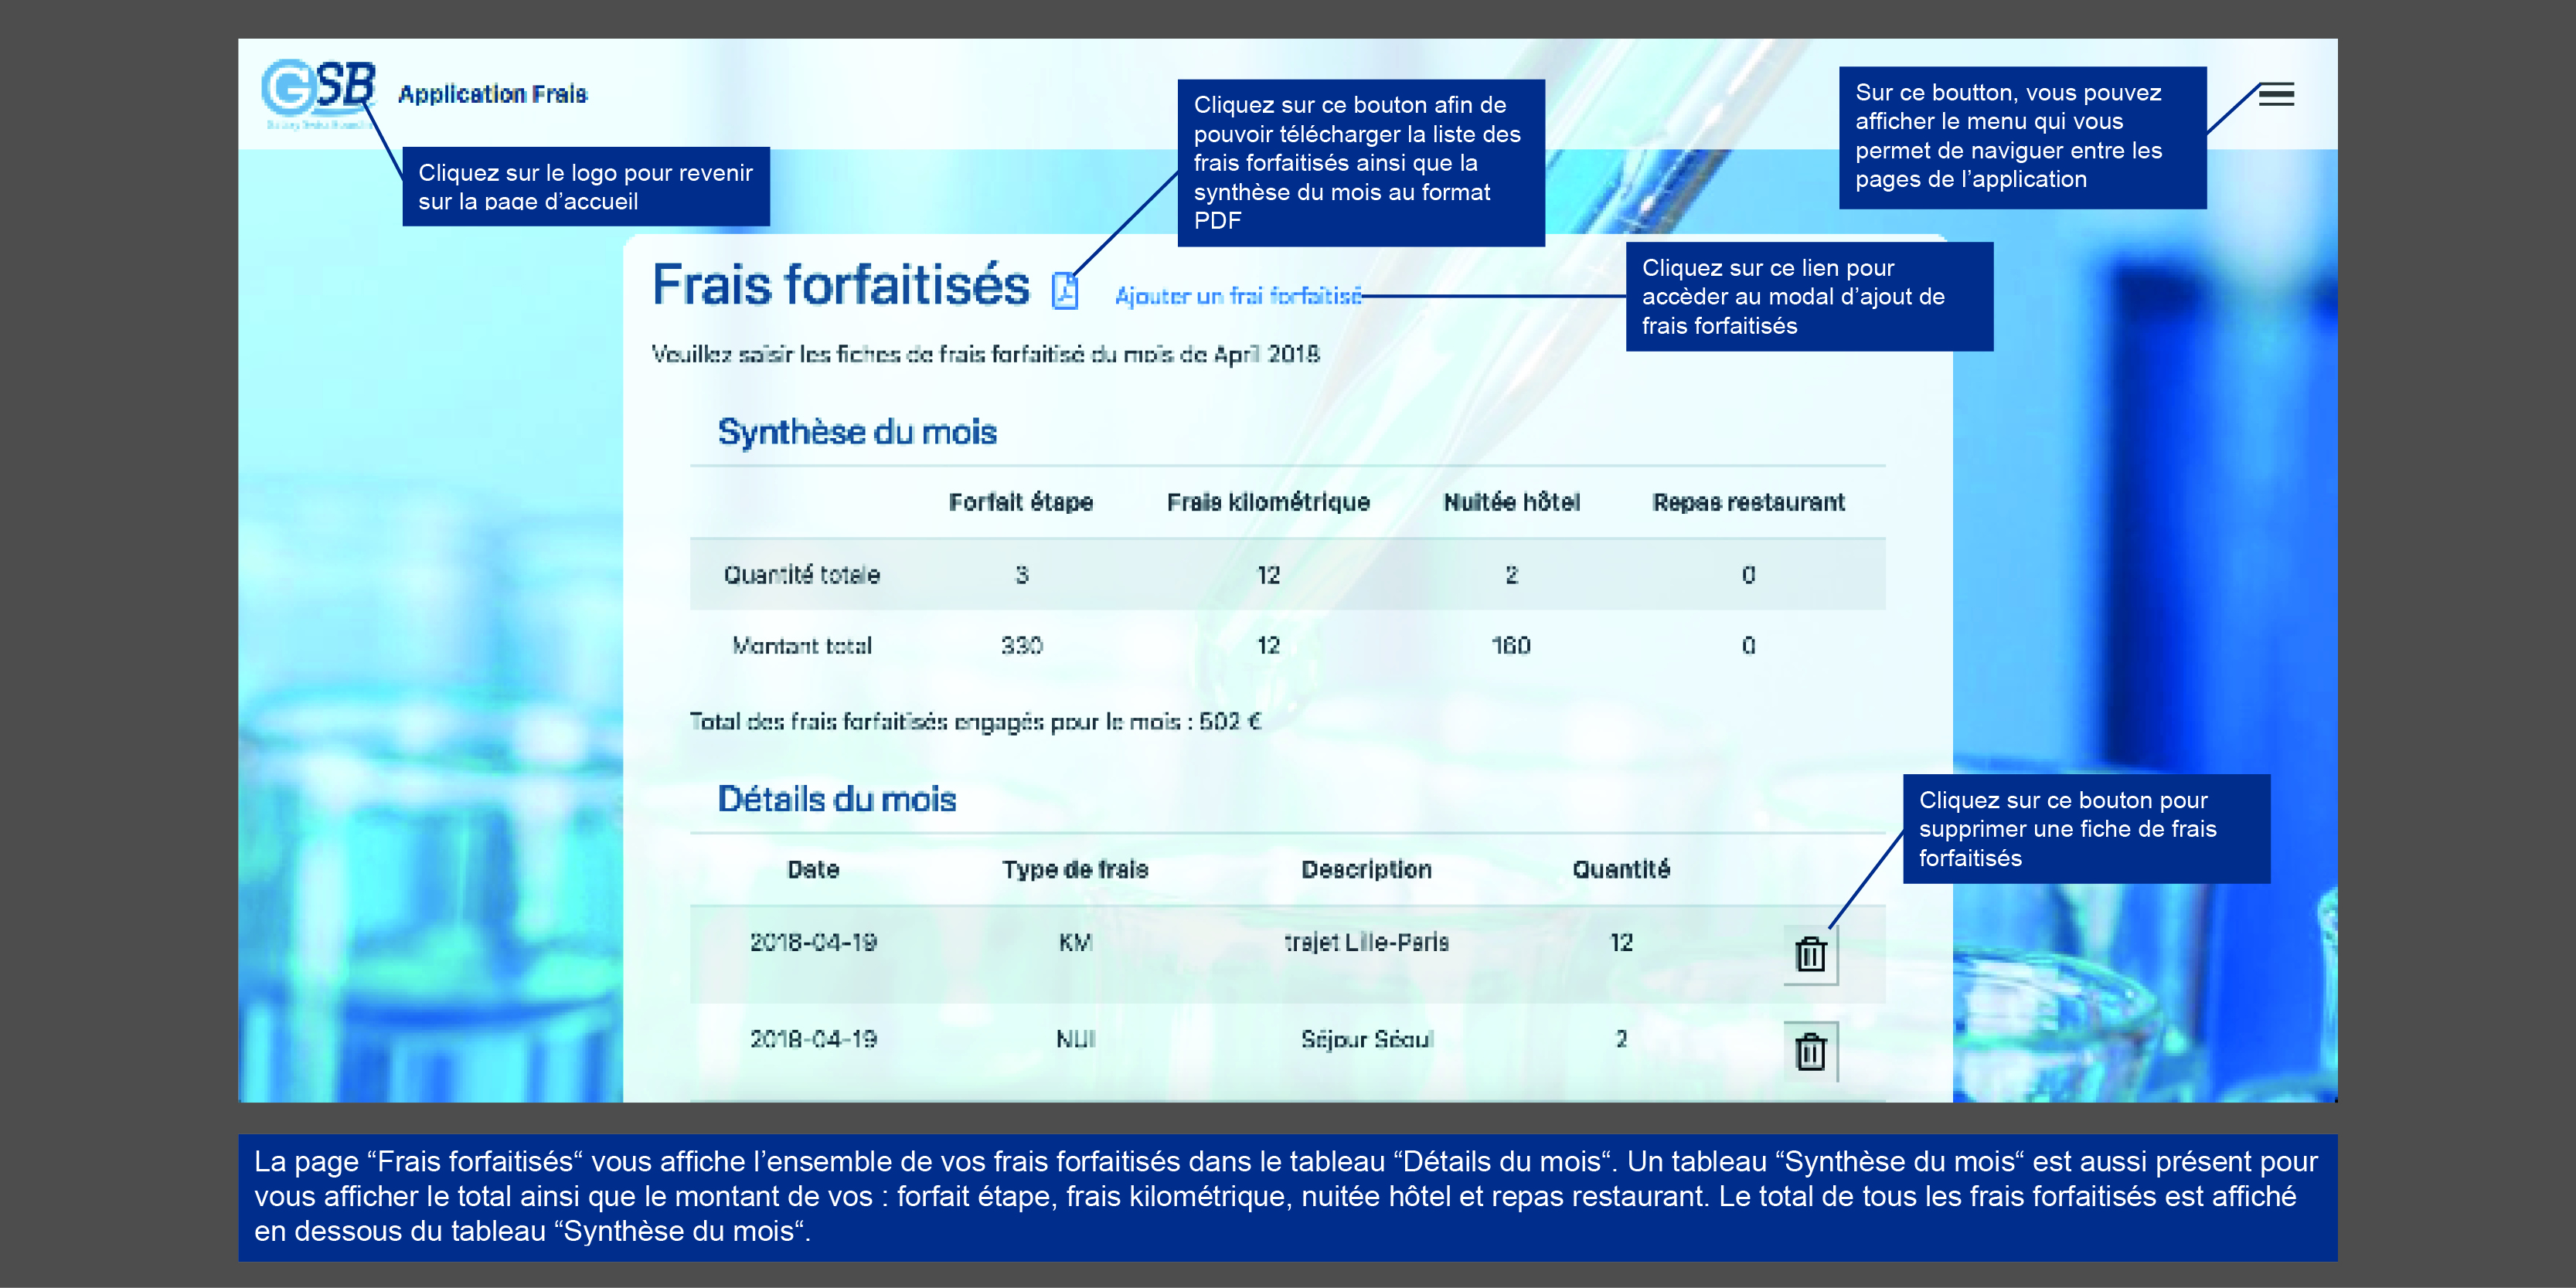 GSB Application Frais
Cliquez sur le logo pour revenir
sur la page d’accueil
Cliquez sur ce bouton afin de
pouvoir télécharger la liste des
frais forfaitisés ainsi que la
synthèse du mois au format
PDF
Sur ce boutton, vous pouvez
afficher le menu qui vous
permet de naviguer entre les
pages de l’application
Frais forfaitisés Ajouter un frai forfaitisé
Cliquez sur ce lien pour
accèder au modal d’ajout de
frais forfaitisés
Veuillez saisir les fiches de frais forfaitisé du mois de April 2018
Synthèse du mois
Forfait étape Frais kilométrique Nuitée hôtel Repas restaurant
Quantité totale 3 12 2 0
Montant total 330 12 160 0
Total des frais forfaitisés engagés pour le mois : 502 €
Détails du mois
Cliquez sur ce bouton pour
supprimer une fiche de frais
forfaitisés
Date Type de frais Description Quantité
2018-04-19 KM trajet Lille-Paris 12
2018-04-19 NUI Séjour Séoul 2
La page “Frais forfaitisés“ vous affiche l’ensemble de vos frais forfaitisés dans le tableau “Détails du mois“. Un tableau “Synthèse du mois“ est aussi présent pour
vous afficher le total ainsi que le montant de vos : forfait étape, frais kilométrique, nuitée hôtel et repas restaurant. Le total de tous les frais forfaitisés est affiché
en dessous du tableau “Synthèse du mois“.